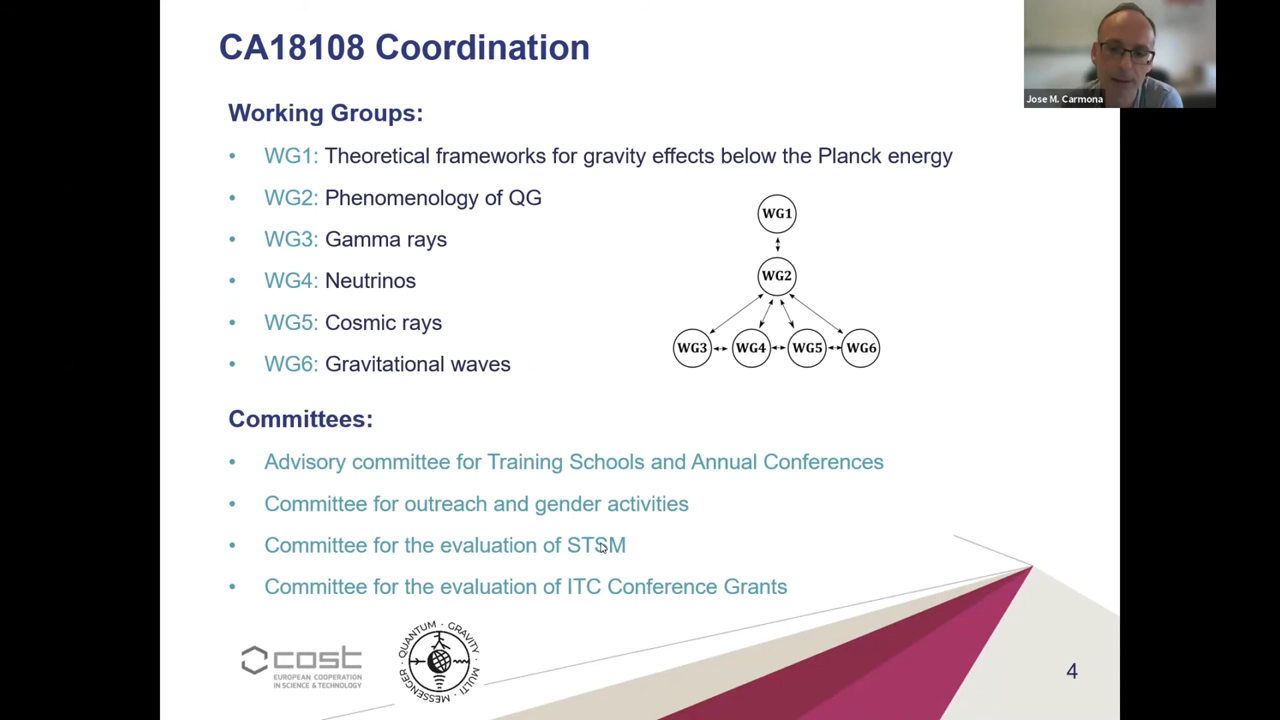 CA18108 Coordination
Jose M. Carmona
Working Groups:
• WG1: Theoretical frameworks for gravity effects below the Planck energy
• WG2: Phenomenology of QG
• WG3: Gamma rays
• WG4: Neutrinos
• WG5: Cosmic rays
• WG6: Gravitational waves
WG1
WG2
WG3 WG4 WG5 WG6
Committees:
• Advisory committee for Training Schools and Annual Conferences
• Committee for outreach and gender activities
• Committee for the evaluation of STSM
• Committee for the evaluation of ITC Conference Grants
cost
EUROPEAN COOPERATION
IN SCIENCE & TECHNOLOGY
QUANTUM · GRAVITY · MULTI · MESSENGER ·
4